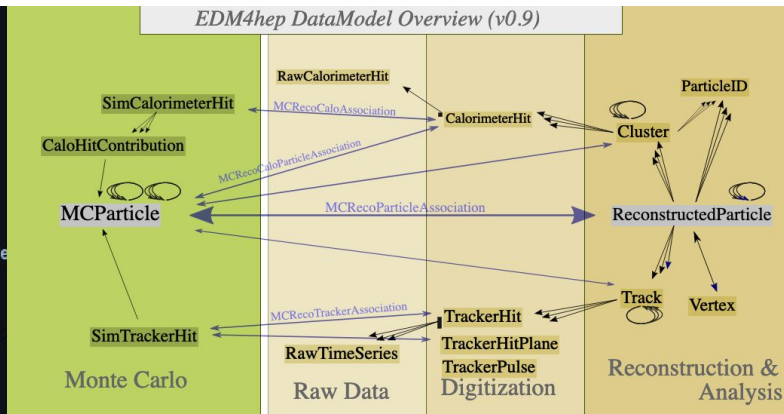 EDM4hep DataModel Overview (v0.9)
RawCalorimeterHit
SimCalorimeterHit
MCRecoCaloAssociation
CalorimeterHit
ParticleID
Cluster
CaloHitContribution
MCRecoCaloParticleAssociation
MCParticle
MCRecoParticleAssociation
ReconstructedParticle
SimTrackerHit
MCRecoTrackerAssociation
TrackerHit
Track
Vertex
RawTimeSeries
TrackerHitPlane
TrackerPulse
Monte Carlo
Raw Data
Digitization
Reconstruction &
Analysis
e